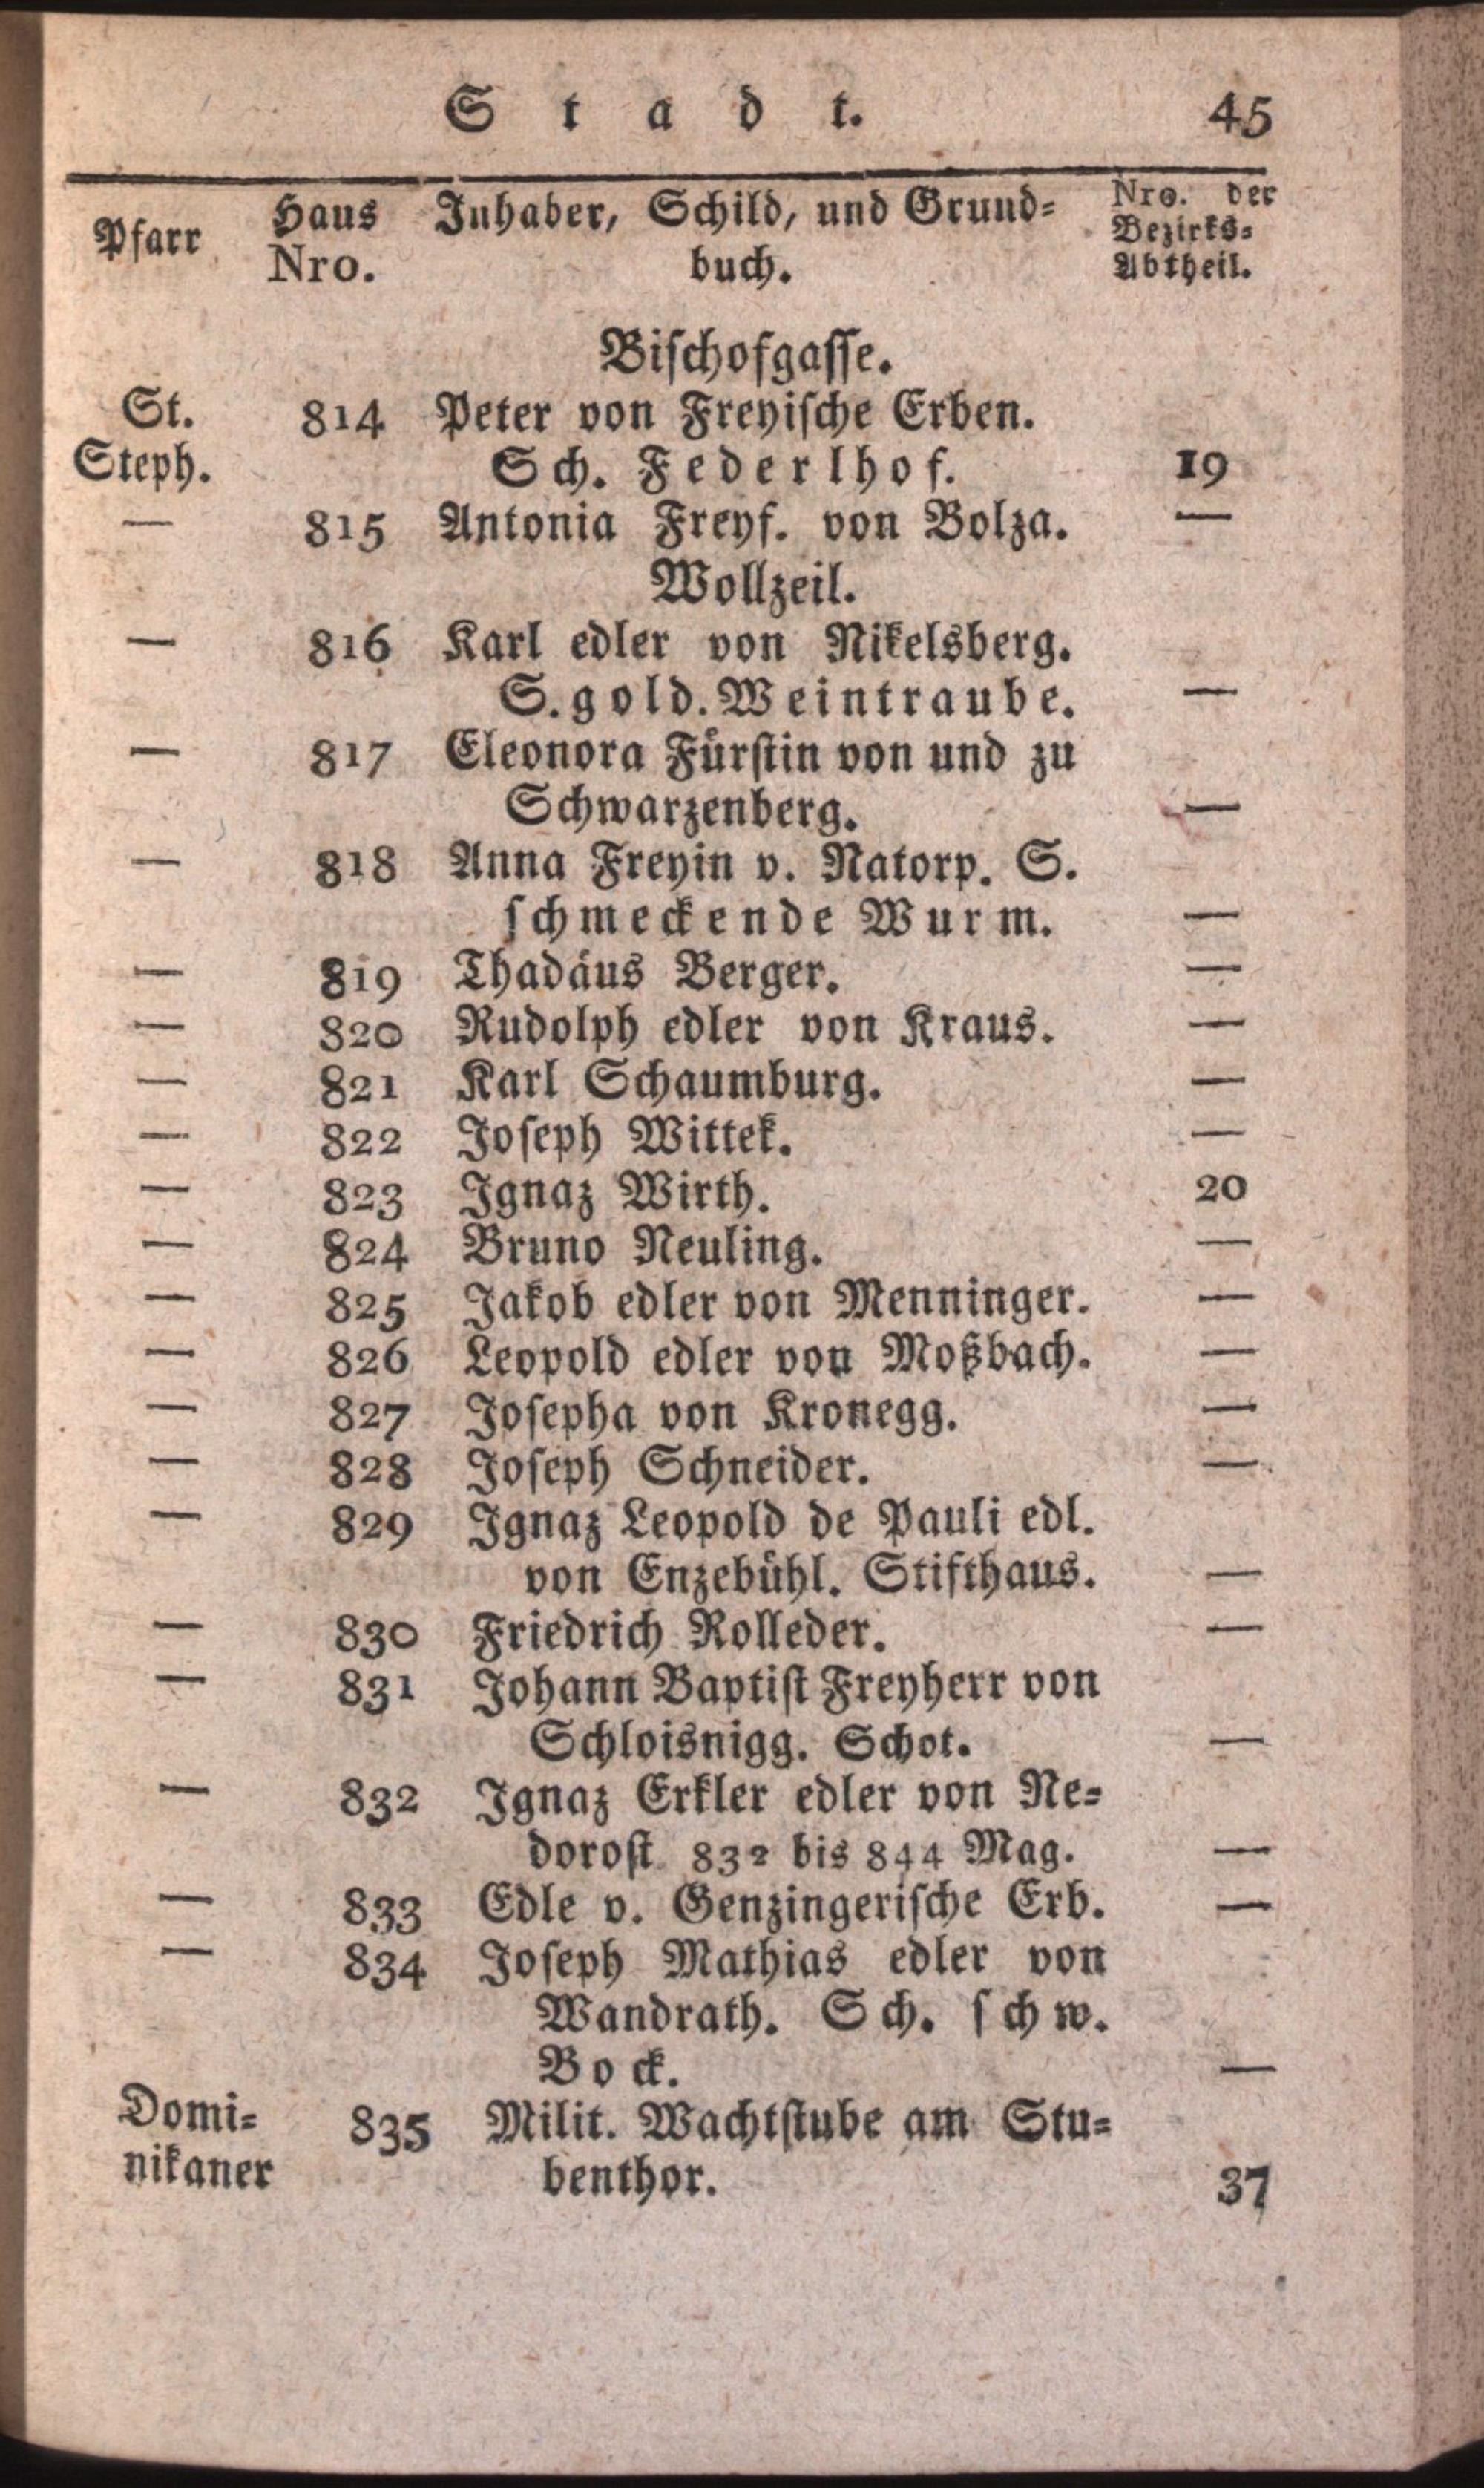 Stadt. 45
Pfarr Haus Nro. Inhaber, Schild, und Grund= Nro. der
buch. Bezirks=
Abtheil.
Bischofgasse.
St. 814 Peter von Freyische Erben.
Steph. Sch. Federlhof. 19
— 815 Antonia Freyf. von Bolza. —
Wollzeil.
— 816 Karl edler von Nikelsberg.
S. gold. Weintraube. —
— 817 Eleonora Fürstin von und zu
Schwarzenberg. —
— 818 Anna Freyin v. Natorp. S.
schmeckende Wurm. —
— 819 Thadäus Berger. —
— 820 Rudolph edler von Kraus. —
— 821 Karl Schaumburg. —
— 822 Joseph Wittek. —
— 823 Ignaz Wirth. 20
— 824 Bruno Neuling. —
— 825 Jakob edler von Menninger. —
— 826 Leopold edler von Moßbach. —
— 827 Josepha von Kronegg. —
— 828 Joseph Schneider. —
— 829 Ignaz Leopold de Pauli edl.
von Enzebühl. Stifthaus. —
— 830 Friedrich Rolleder. —
— 831 Johann Baptist Freyherr von
Schloisnigg. Schot. —
— 832 Ignaz Erkler edler von Ne=
dorost 832 bis 844 Mag. —
— 833 Edle v. Genzingerische Erb. —
— 834 Joseph Mathias edler von
Wandrath. Sch. schw.
Bock. —
Domi= 835 Milit. Wachtstube am Stu=
nikaner benthor. 37